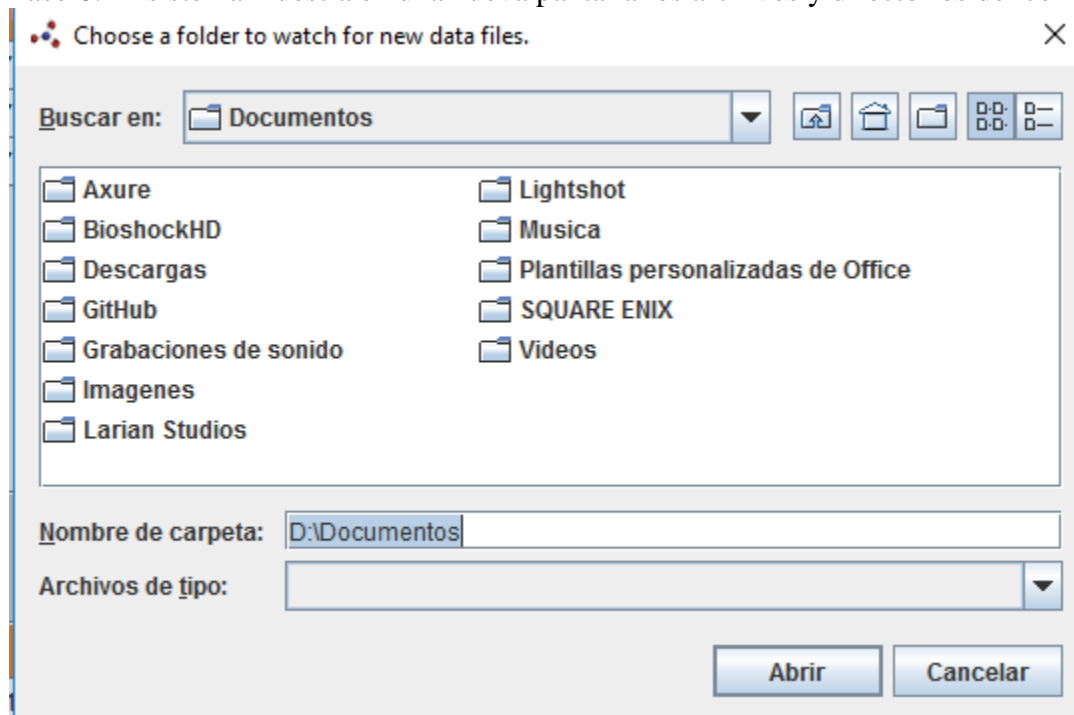 Choose a folder to watch for new data files.
Buscar en: Documentos
Axure
BioshockHD
Descargas
GitHub
Grabaciones de sonido
Imagenes
Larian Studios
Lightshot
Musica
Plantillas personalizadas de Office
SQUARE ENIX
Videos
Nombre de carpeta: D:\Documentos
Archivos de tipo:
Abrir Cancelar